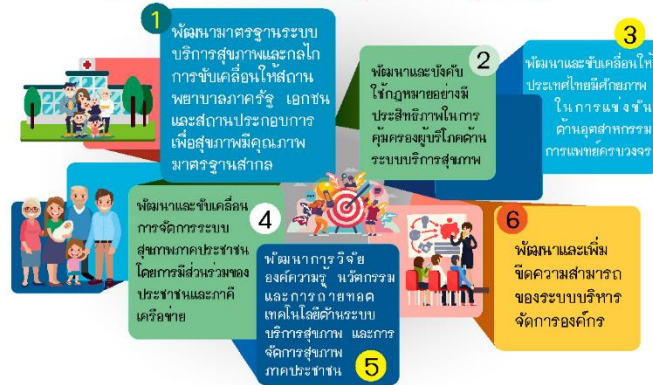 1
พัฒนามาตรฐานระบบ
บริการสุขภาพและกลไก
การขับเคลื่อนให้สถาน
พยาบาลภาครัฐ เอกชน
และสถานประกอบการ
เพื่อสุขภาพมีคุณภาพ
มาตรฐานสากล
2
พัฒนาและบังคับ
ใช้กฎหมายอย่างมี
ประสิทธิภาพในการ
คุ้มครองผู้บริโภคด้าน
ระบบบริการสุขภาพ
3
พัฒนาและขับเคลื่อนให้
ประเทศไทยมีศักยภาพ
ในการแข่งขัน
ด้านอุตสาหกรรม
การแพทย์ครบวงจร
4
พัฒนาและขับเคลื่อน
การจัดการระบบ
สุขภาพภาคประชาชน
โดยการมีส่วนร่วมของ
ประชาชนและภาคี
เครือข่าย
5
พัฒนาการวิจัย
องค์ความรู้ นวัตกรรม
และการถ่ายทอด
เทคโนโลยีด้านระบบ
บริการสุขภาพ และการ
จัดการสุขภาพ
ภาคประชาชน
6
พัฒนาและเพิ่ม
ขีดความสามารถ
ของระบบบริหาร
จัดการองค์กร